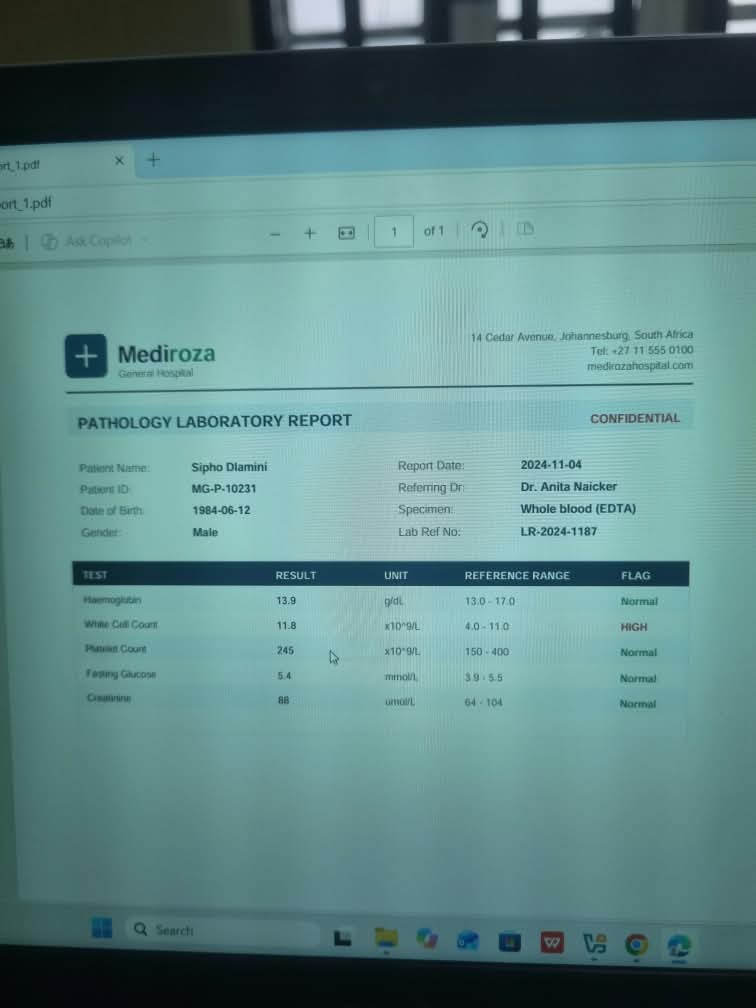 ort_1.pdf
ort_1.pdf
Ask Copilot
1 of 1
Mediroza
General Hospital
14 Cedar Avenue, Johannesburg, South Africa
Tel: +27 11 555 0100
medirozahospital.com
PATHOLOGY LABORATORY REPORT CONFIDENTIAL
Patient Name: Sipho Dlamini Report Date: 2024-11-04
Patient ID: MG-P-10231 Referring Dr: Dr. Anita Naicker
Date of Birth: 1984-06-12 Specimen: Whole blood (EDTA)
Gender: Male Lab Ref No: LR-2024-1187
TEST RESULT UNIT REFERENCE RANGE FLAG
Haemoglobin 13.9 g/dL 13.0 - 17.0 Normal
White Cell Count 11.8 x10^9/L 4.0 - 11.0 HIGH
Platelet Count 245 x10^9/L 150 - 400 Normal
Fasting Glucose 5.4 mmol/L 3.9 - 5.5 Normal
Creatinine 88 umol/L 64 - 104 Normal
Search